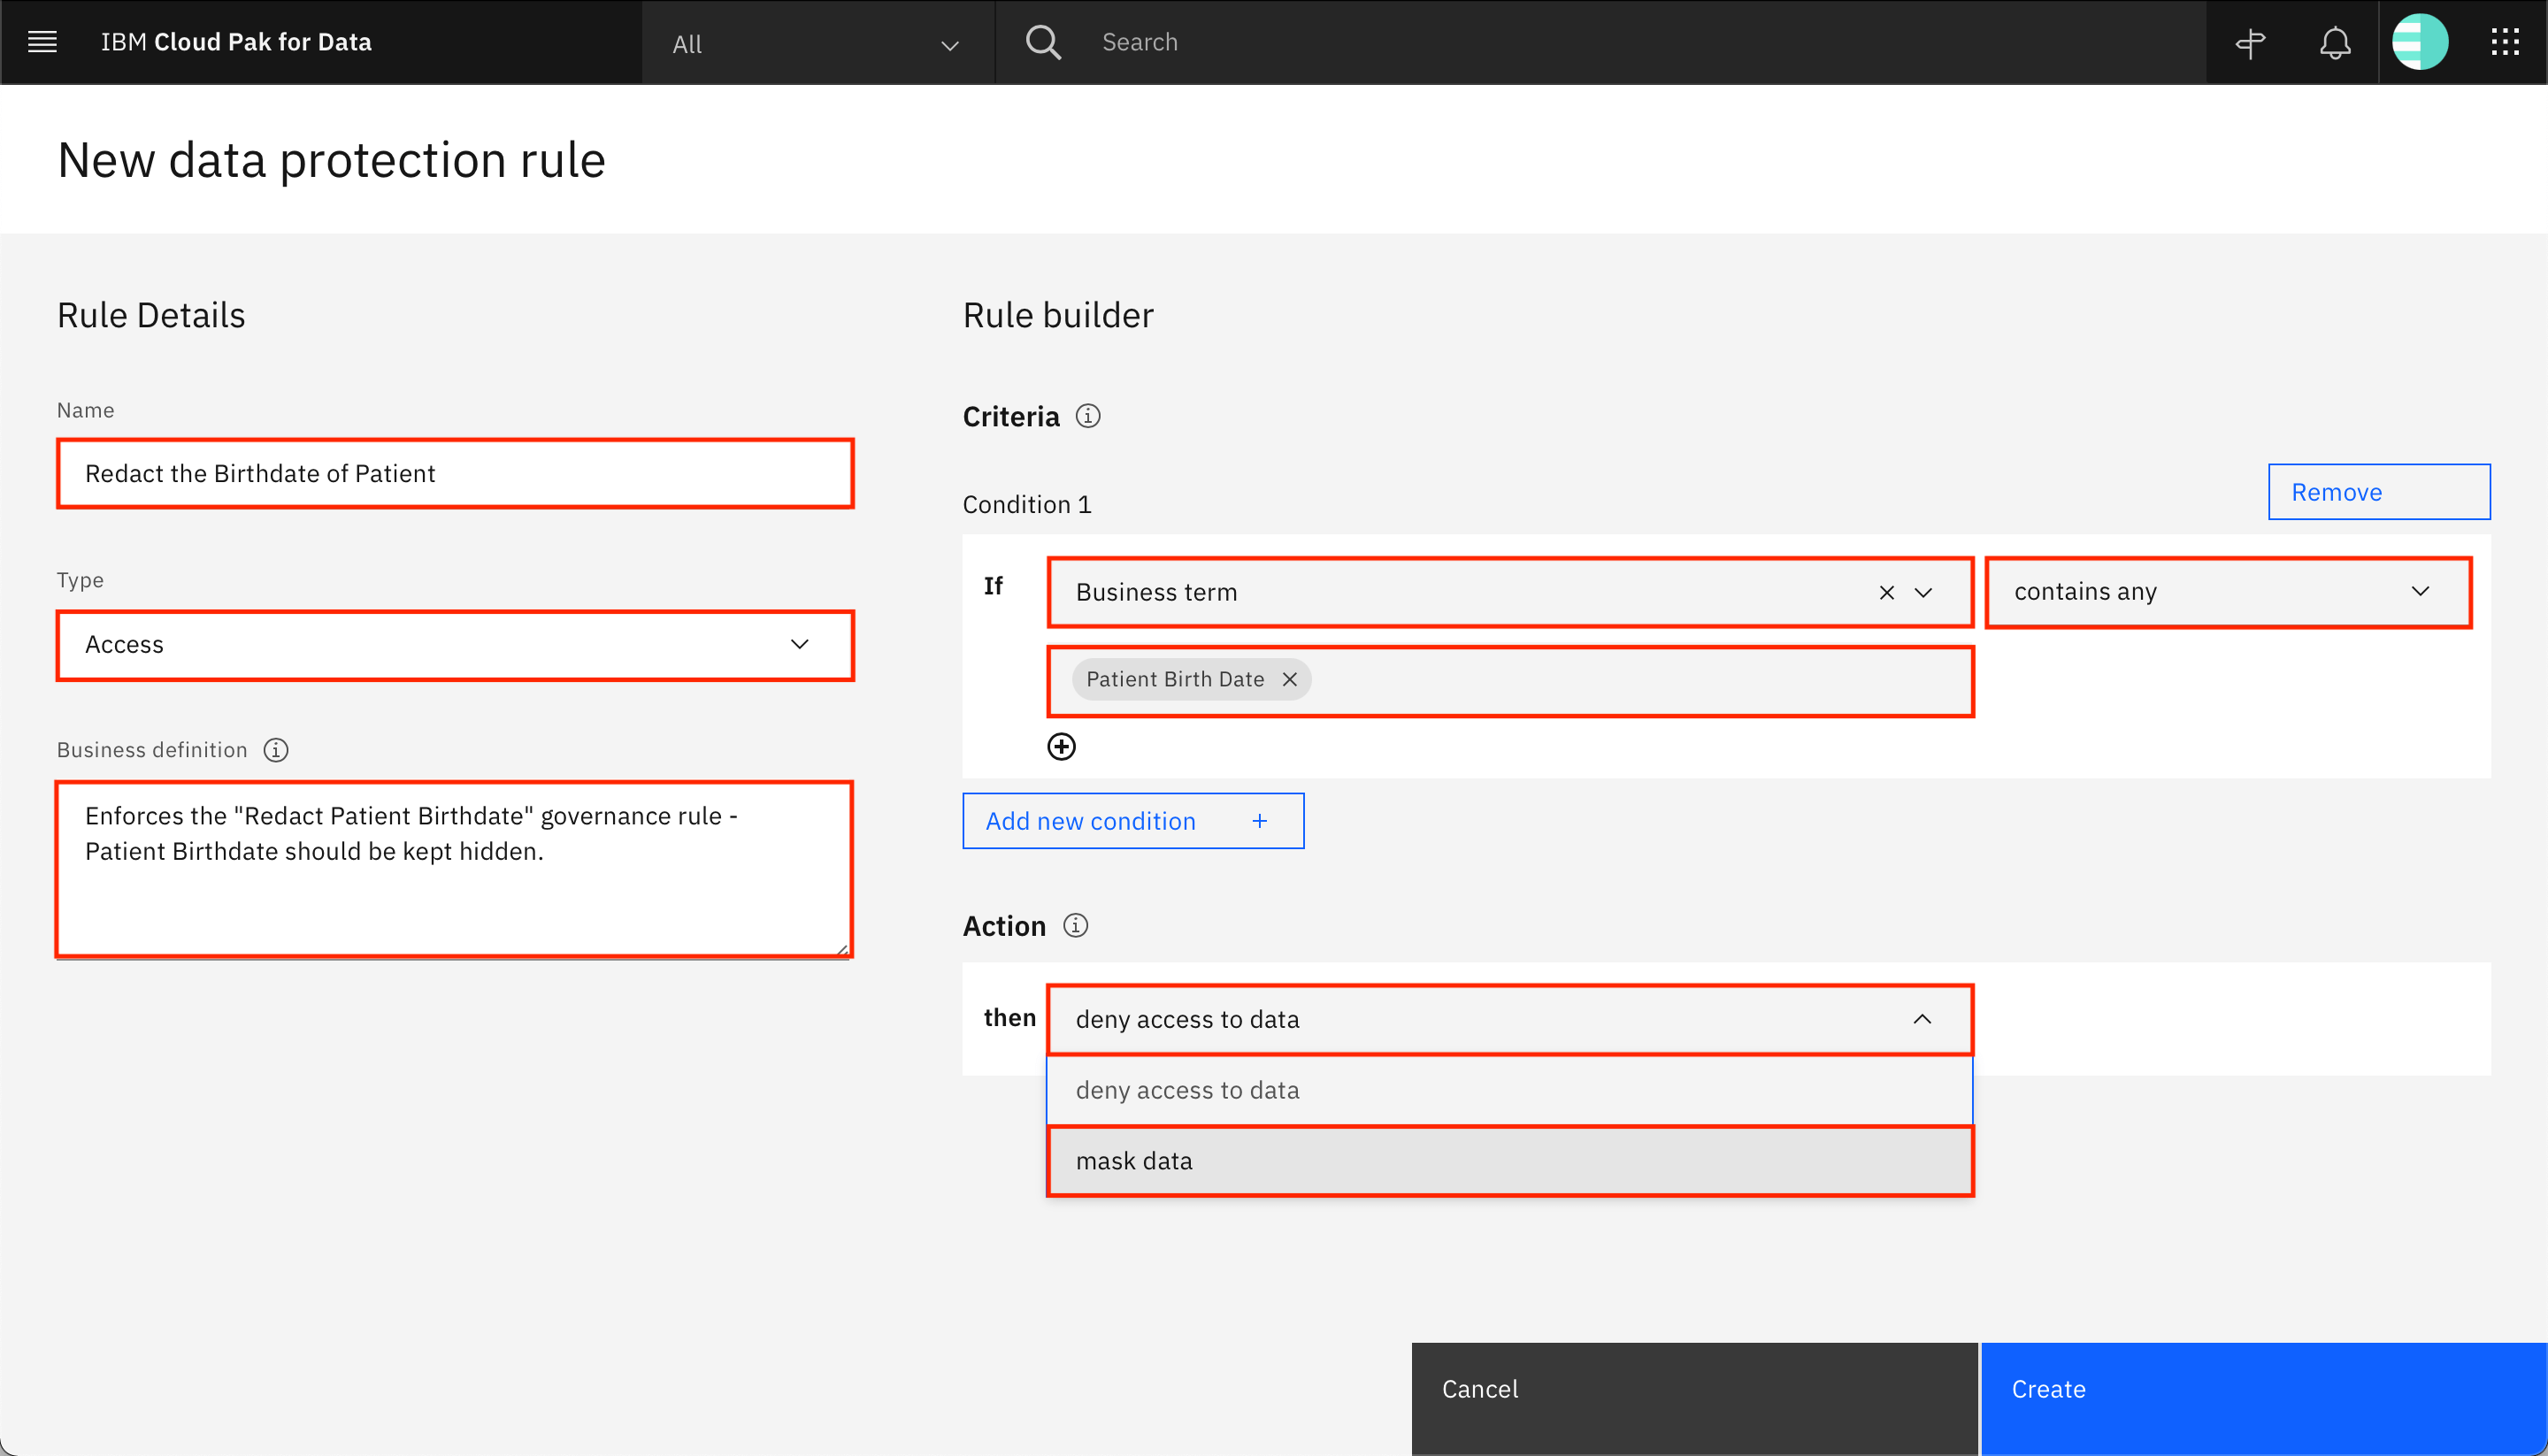 IBM Cloud Pak for Data
All
Search
New data protection rule
Rule Details
Name
Redact the Birthdate of Patient
Type
Access
Business definition
Enforces the "Redact Patient Birthdate" governance rule -
Patient Birthdate should be kept hidden.
Rule builder
Criteria
Condition 1
Remove
If
Business term
contains any
Patient Birth Date
Add new condition +
Action
then
deny access to data
deny access to data
mask data
Cancel
Create